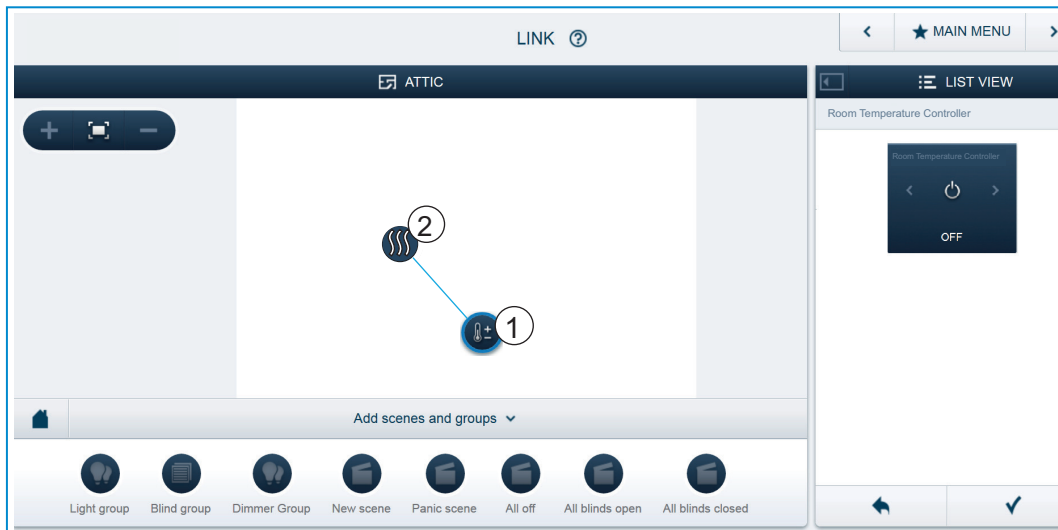 LINK ?
MAIN MENU
ATTIC
LIST VIEW
Room Temperature Controller
Room Temperature Controller
OFF
2
1
Add scenes and groups
Light group
Blind group
Dimmer Group
New scene
Panic scene
All off
All blinds open
All blinds closed